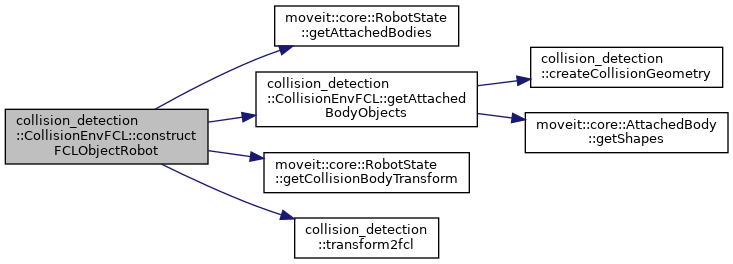 collision_detection
::CollisionEnvFCL::construct
FCLObjectRobot
moveit::core::RobotState
::getAttachedBodies
collision_detection
::CollisionEnvFCL::getAttached
BodyObjects
collision_detection
::createCollisionGeometry
moveit::core::AttachedBody
::getShapes
moveit::core::RobotState
::getCollisionBodyTransform
collision_detection
::transform2fcl